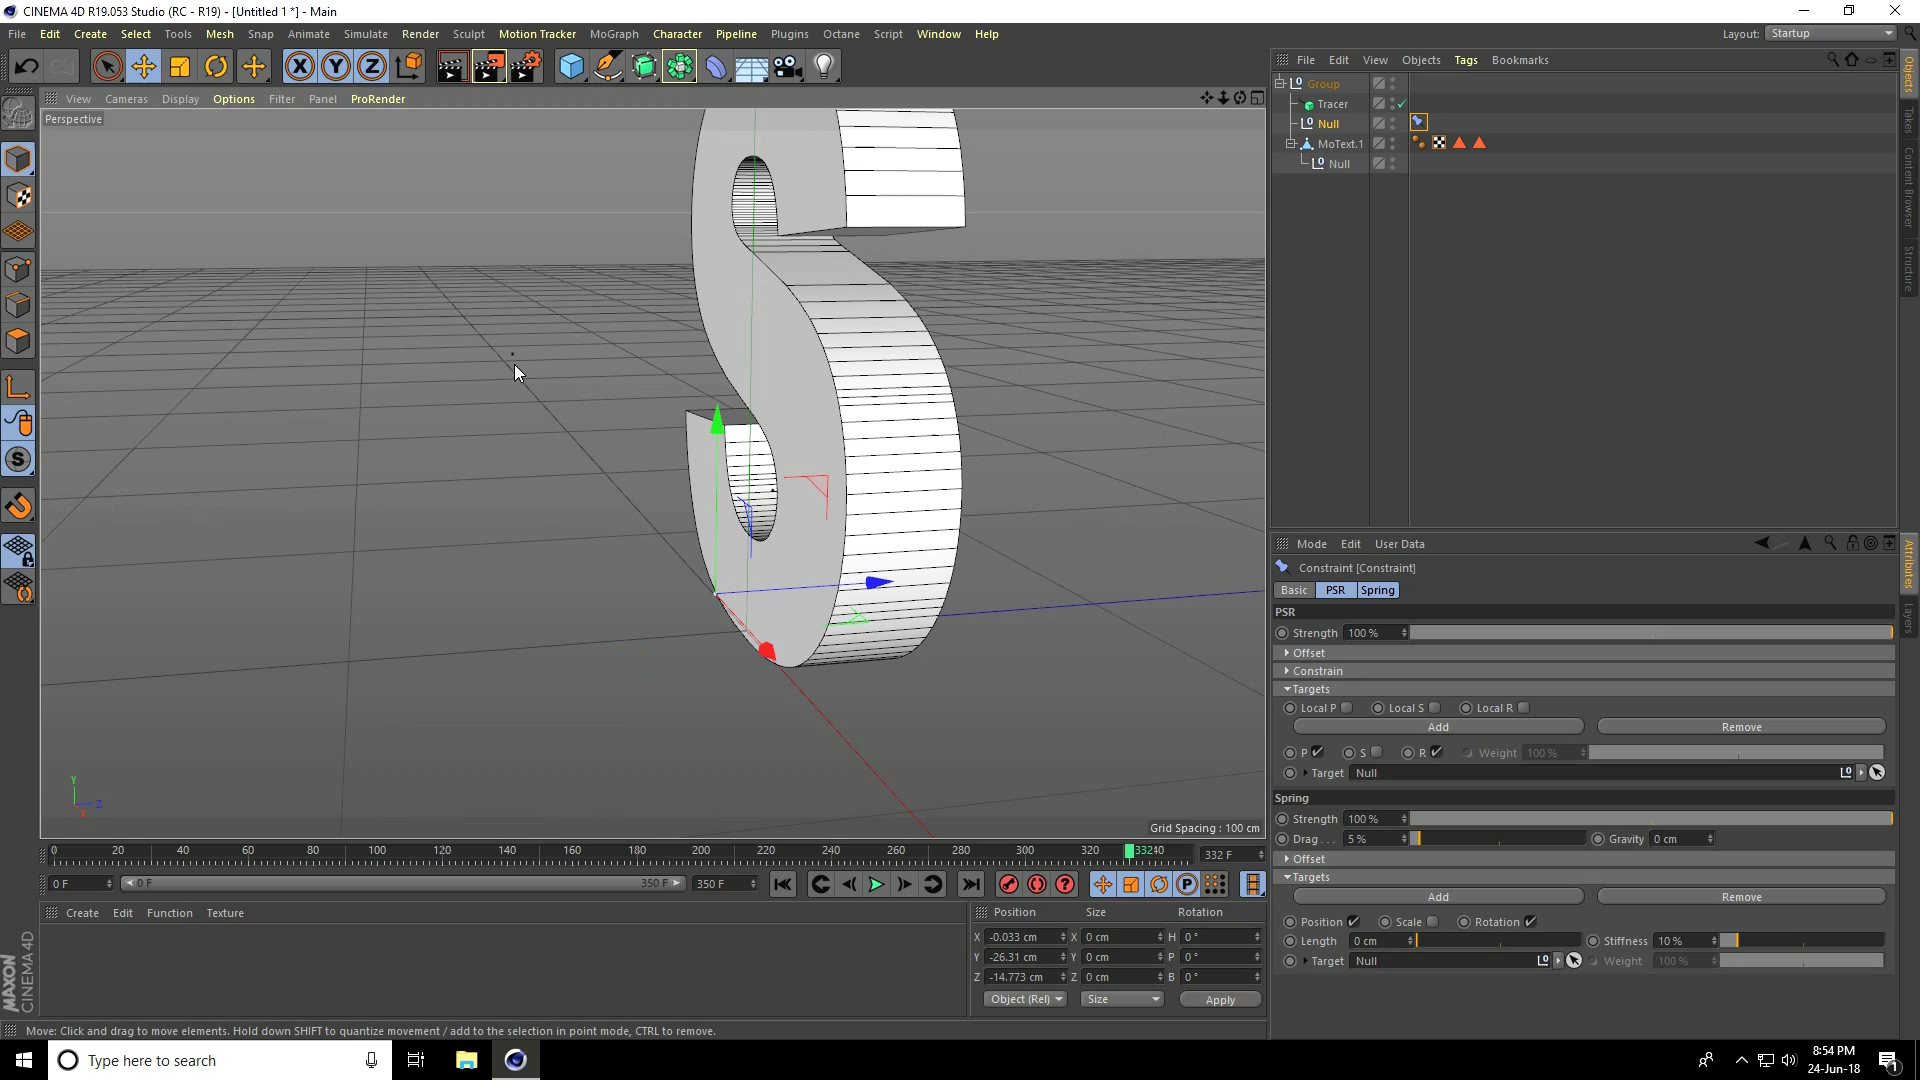 CINEMA 4D R19.053 Studio (RC - R19) - [Untitled 1 *] - Main
File Edit Create Select Tools Mesh Snap Animate Simulate Render Sculpt Motion Tracker MoGraph Character Pipeline Plugins Octane Script Window Help
Layout: Startup
View Cameras Display Options Filter Panel ProRender
Perspective
File Edit View Objects Tags Bookmarks
Group
Tracer
Null
MoText.1
Null
Objects
Takes
Content Browser
Structure
Mode Edit User Data
Constraint [Constraint]
Basic PSR Spring
PSR
Strength 100 %
Offset
Constrain
Targets
Local P Local S Local R
Add Remove
P S R Weight 100 %
Target Null
Spring
Strength 100 %
Drag . . . 5 % Gravity 0 cm
Offset
Targets
Add Remove
Position Scale Rotation
Length 0 cm Stiffness 10 %
Target Null Weight 100 %
Attributes
Layers
Y
Z
X
Grid Spacing : 100 cm
0 20 40 60 80 100 120 140 160 180 200 220 240 260 280 300 320 33240 332 F
0 F 0 F 350 F 350 F
Create Edit Function Texture
Position Size Rotation
X -0.033 cm X 0 cm H 0 °
Y -26.31 cm Y 0 cm P 0 °
Z -14.773 cm Z 0 cm B 0 °
Object (Rel) Size Apply
MAXON CINEMA 4D
Move: Click and drag to move elements. Hold down SHIFT to quantize movement / add to the selection in point mode, CTRL to remove.
Type here to search
8:54 PM
24-Jun-18
1